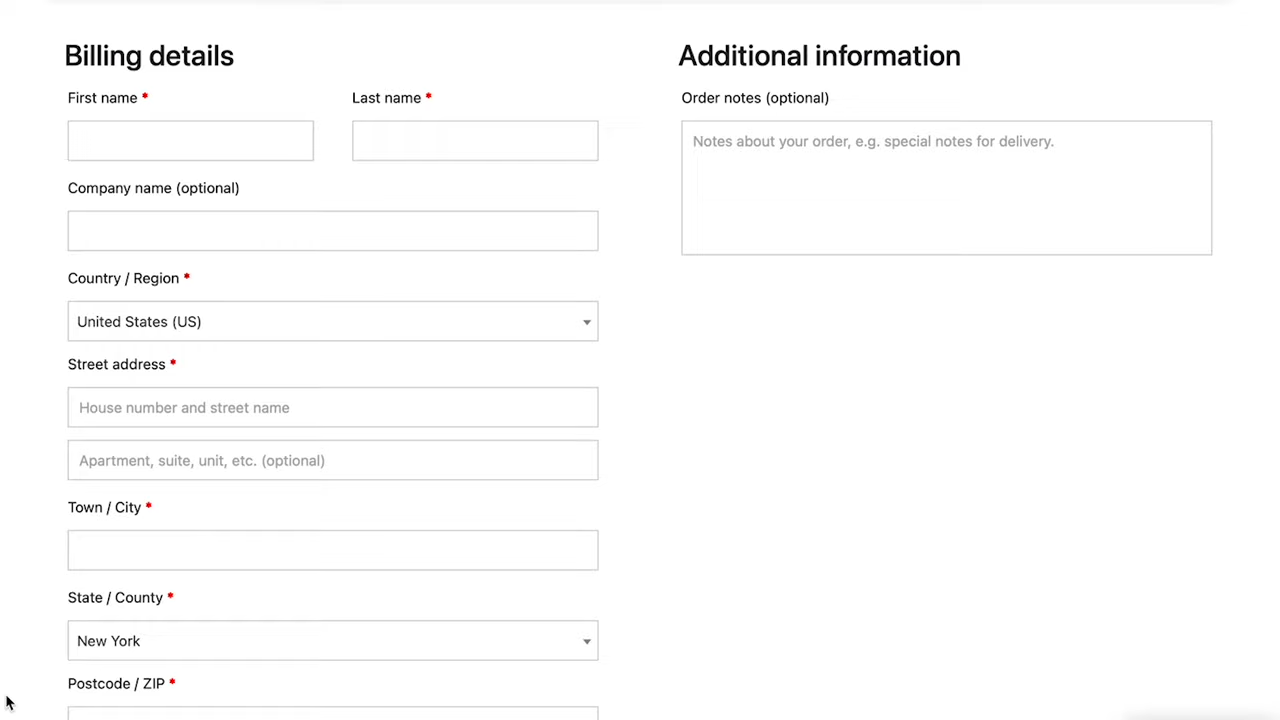 Billing details
First name *
Last name *
Company name (optional)
Country / Region *
United States (US)
Street address *
House number and street name
Apartment, suite, unit, etc. (optional)
Town / City *
State / County *
New York
Postcode / ZIP *
Additional information
Order notes (optional)
Notes about your order, e.g. special notes for delivery.